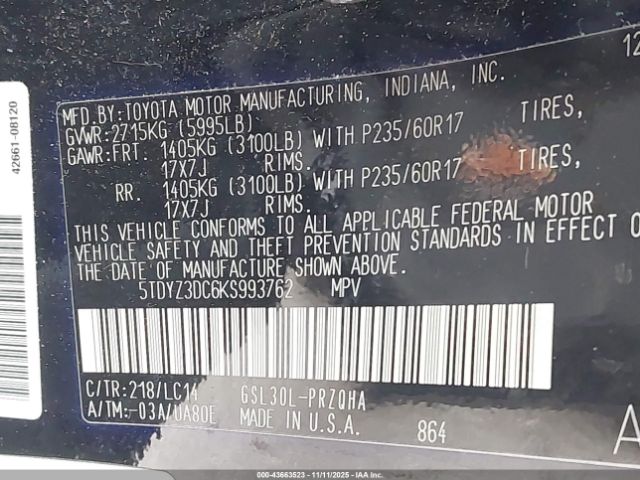 42661-08120
12
MFD.BY:TOYOTA MOTOR MANUFACTURING, INDIANA, INC.
GVWR:2715KG (5995LB)
GAWR:FRT. 1405KG (3100LB) WITH P235/60R17 TIRES,
17X7J RIMS.
RR. 1405KG (3100LB) WITH P235/60R17 TIRES,
17X7J RIMS.
THIS VEHICLE CONFORMS TO ALL APPLICABLE FEDERAL MOTOR
VEHICLE SAFETY AND THEFT PREVENTION STANDARDS IN EFFECT O
THE DATE OF MANUFACTURE SHOWN ABOVE.
5TDYZ3DC6KS993762 MPV
C/TR:218/LC14 GSL30L-PRZQHA
A/TM:-03A/UA80E MADE IN U.S.A. 864
A
000-43663523 - 11/11/2025 - copart.ca